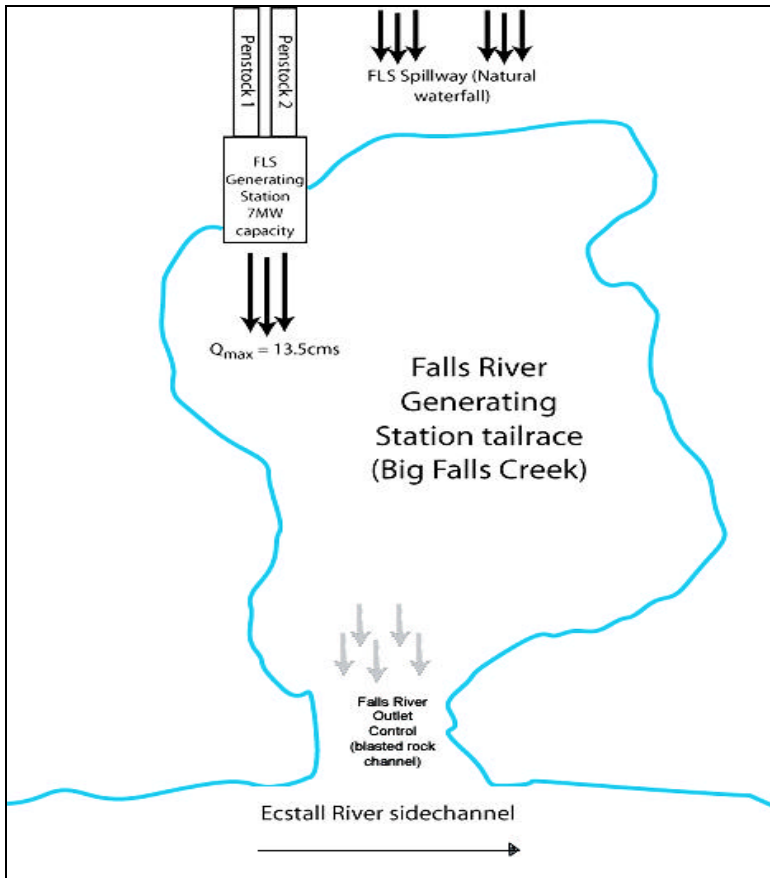 Penstock 1
Penstock 2
FLS Spillway (Natural
waterfall)
FLS
Generating
Station
7MW
capacity
Qmax = 13.5cms
Falls River
Generating
Station tailrace
(Big Falls Creek)
Falls River
Outlet
Control
(blasted rock
channel)
Ecstall River sidechannel